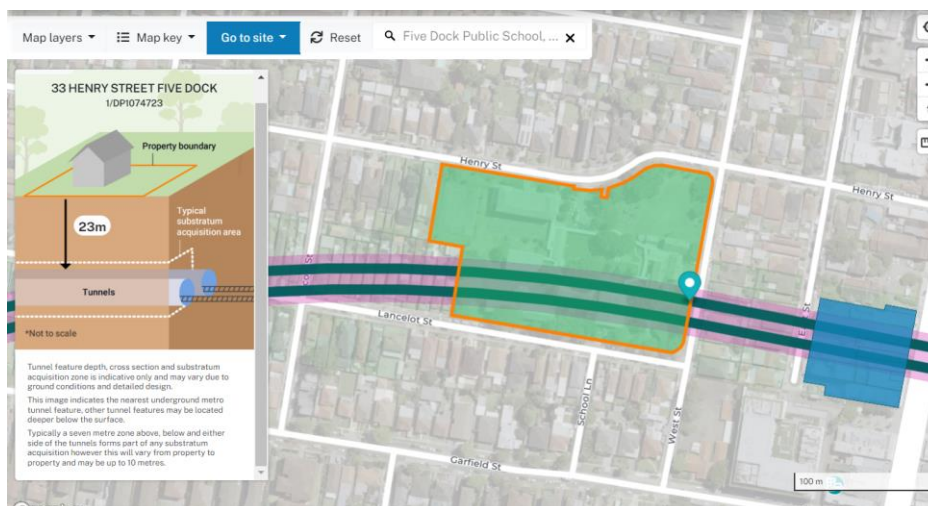 Map layers
Map key
Go to site
Reset
Five Dock Public School, ...
33 HENRY STREET FIVE DOCK
1/DP1074723
Property boundary
23m
Typical
substratum
acquisition area
Tunnels
*Not to scale
Tunnel feature depth, cross section and substratum
acquisition zone is indicative only and may vary due to
ground conditions and detailed design.
This image indicates the nearest underground metro
tunnel feature, other tunnel features may be located
deeper below the surface.
Typically a seven metre zone above, below and either
side of the tunnels forms part of any substratum
acquisition however this will vary from property to
property and may be up to 10 metres.
Henry St
Henry St
Lancelot St
School Ln
West St
Garfield St
100 m